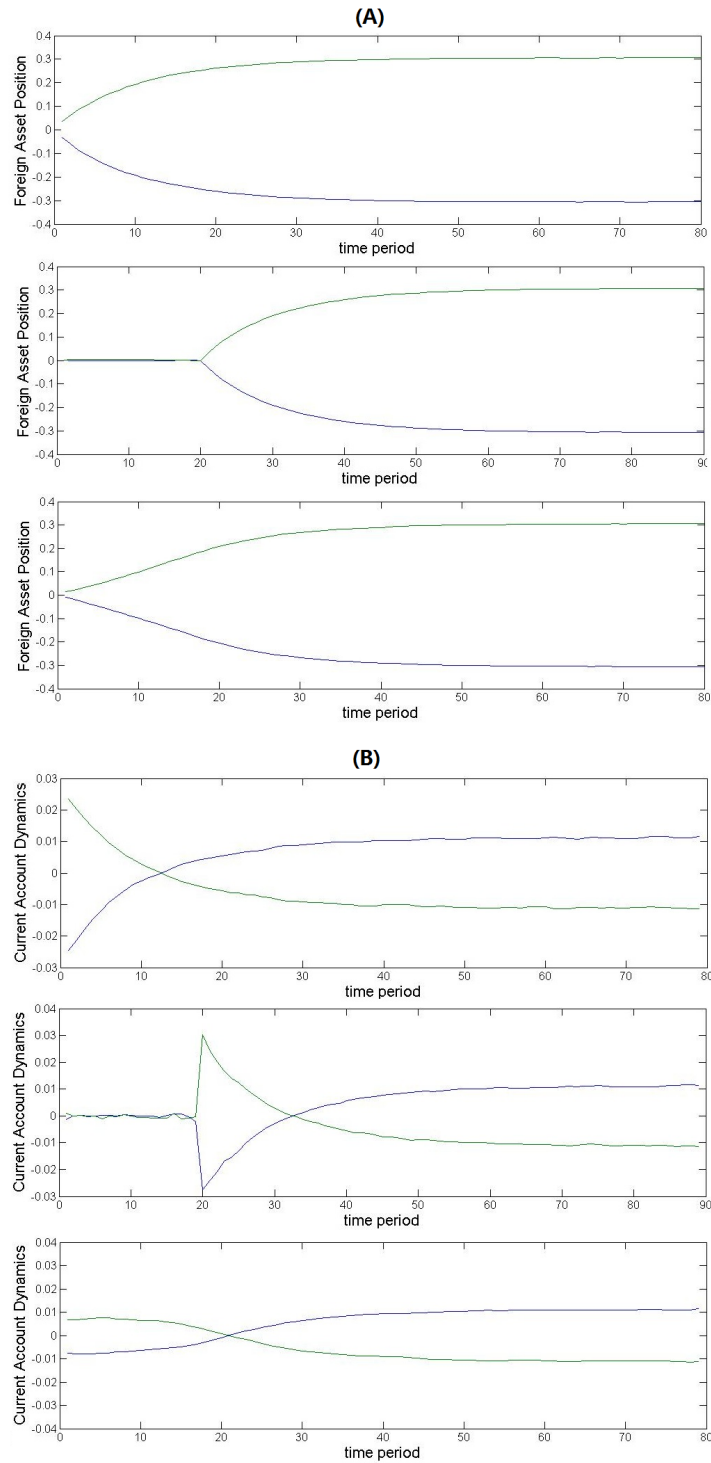 (A)
Foreign Asset Position
0.4
0.3
0.2
0.1
0
-0.1
-0.2
-0.3
-0.4
0 10 20 30 40 50 60 70 80
time period
Foreign Asset Position
0.4
0.3
0.2
0.1
0
-0.1
-0.2
-0.3
-0.4
0 10 20 30 40 50 60 70 80 90
time period
Foreign Asset Position
0.4
0.3
0.2
0.1
0
-0.1
-0.2
-0.3
-0.4
0 10 20 30 40 50 60 70 80
time period
(B)
Current Account Dynamics
0.03
0.02
0.01
0
-0.01
-0.02
-0.03
0 10 20 30 40 50 60 70 80
time period
Current Account Dynamics
0.04
0.03
0.02
0.01
0
-0.01
-0.02
-0.03
0 10 20 30 40 50 60 70 80 90
time period
Current Account Dynamics
0.04
0.03
0.02
0.01
0
-0.01
-0.02
-0.03
-0.04
0 10 20 30 40 50 60 70 80
time period